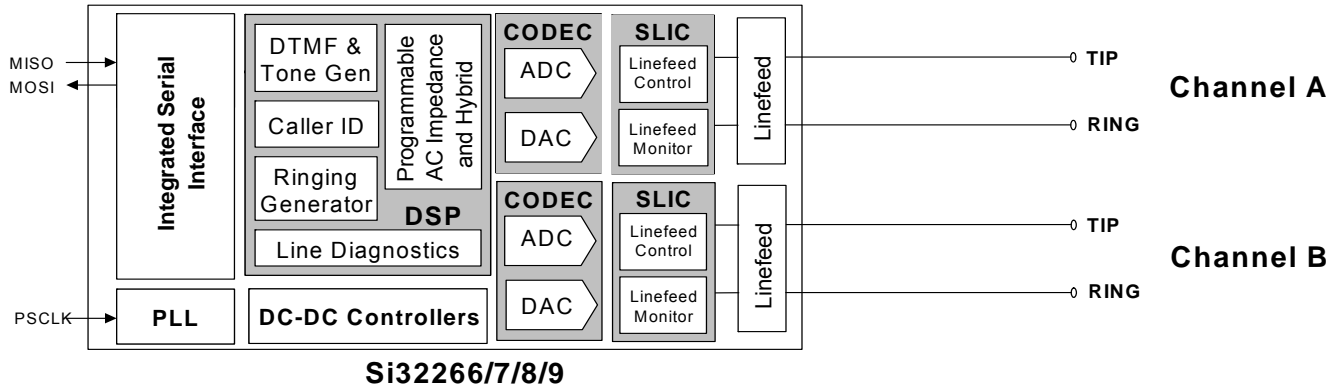 MISO
MOSI
Integrated Serial
Interface
DTMF &
Tone Gen
Caller ID
Ringing
Generator
Programmable
AC Impedance
and Hybrid
DSP
Line Diagnostics
PSCLK
PLL
DC-DC Controllers
CODEC
ADC
DAC
SLIC
Linefeed
Control
Linefeed
Monitor
Linefeed
TIP
RING
Channel A
CODEC
ADC
DAC
SLIC
Linefeed
Control
Linefeed
Monitor
Linefeed
TIP
RING
Channel B
Si32266/7/8/9